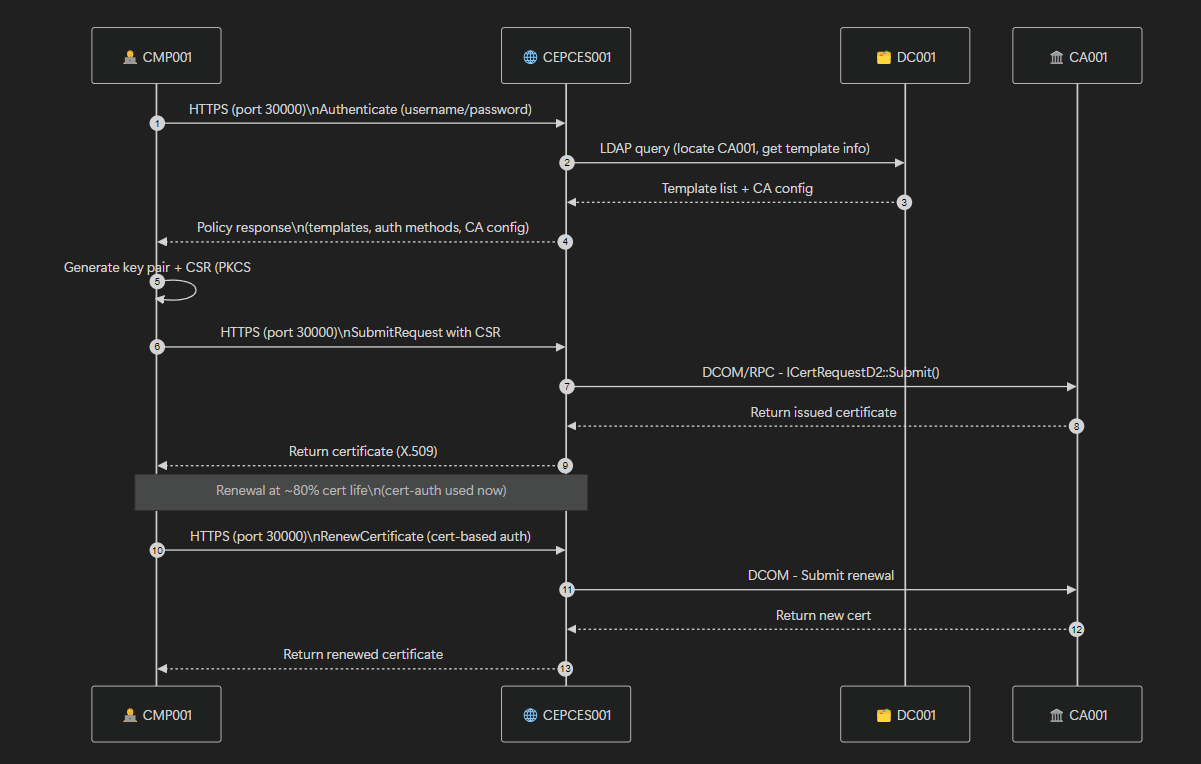 CMP001
CEPCES001
DC001
CA001
HTTPS (port 30000)\nAuthenticate (username/password)
1
LDAP query (locate CA001, get template info)
2
Template list + CA config
3
Policy response\n(templates, auth methods, CA config)
4
Generate key pair + CSR (PKCS
5
HTTPS (port 30000)\nSubmitRequest with CSR
6
DCOM/RPC - ICertRequestD2::Submit()
7
Return issued certificate
8
Return certificate (X.509)
9
Renewal at ~80% cert life\n(cert-auth used now)
HTTPS (port 30000)\nRenewCertificate (cert-based auth)
10
DCOM - Submit renewal
11
Return new cert
12
Return renewed certificate
13
CMP001
CEPCES001
DC001
CA001